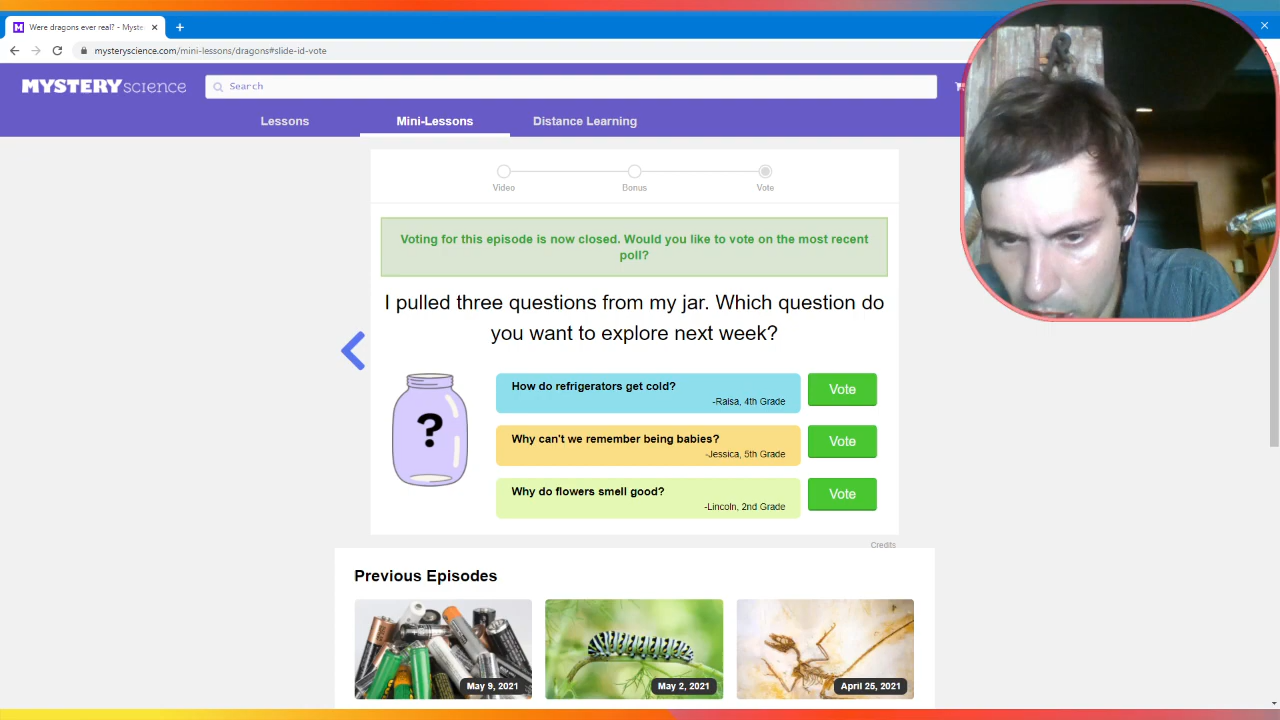 Were dragons ever real? - Myste
mysteryscience.com/mini-lessons/dragons#slide-id-vote
MYSTERYscience
Search
Lessons
Mini-Lessons
Distance Learning
Video
Bonus
Vote
Voting for this episode is now closed. Would you like to vote on the most recent
poll?
I pulled three questions from my jar. Which question do
you want to explore next week?
?
How do refrigerators get cold?
-Raisa, 4th Grade
Vote
Why can't we remember being babies?
-Jessica, 5th Grade
Vote
Why do flowers smell good?
-Lincoln, 2nd Grade
Vote
Credits
Previous Episodes
May 9, 2021
May 2, 2021
April 25, 2021